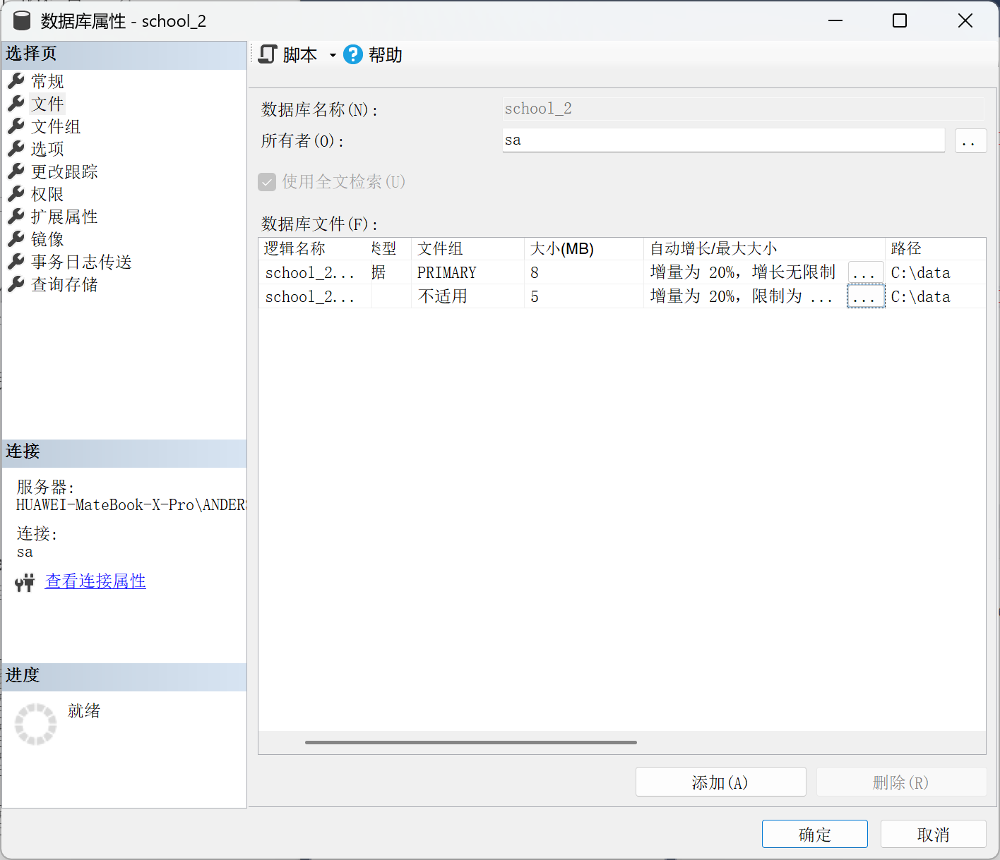 数据库属性 - school_2
选择页
常规
文件
文件组
选项
更改跟踪
权限
扩展属性
镜像
事务日志传送
查询存储
连接
服务器:
HUAWEI-MateBook-X-Pro\ANDERS
连接:
sa
查看连接属性
进度
就绪
脚本 帮助
数据库名称(N): school_2
所有者(O): sa ..
使用全文检索(U)
数据库文件(F):
逻辑名称 类型 文件组 大小(MB) 自动增长/最大大小 路径
school_2... 据 PRIMARY 8 增量为 20%, 增长无限制 ... C:\data
school_2... 不适用 5 增量为 20%, 限制为 ... ... C:\data
添加(A) 删除(R)
确定 取消